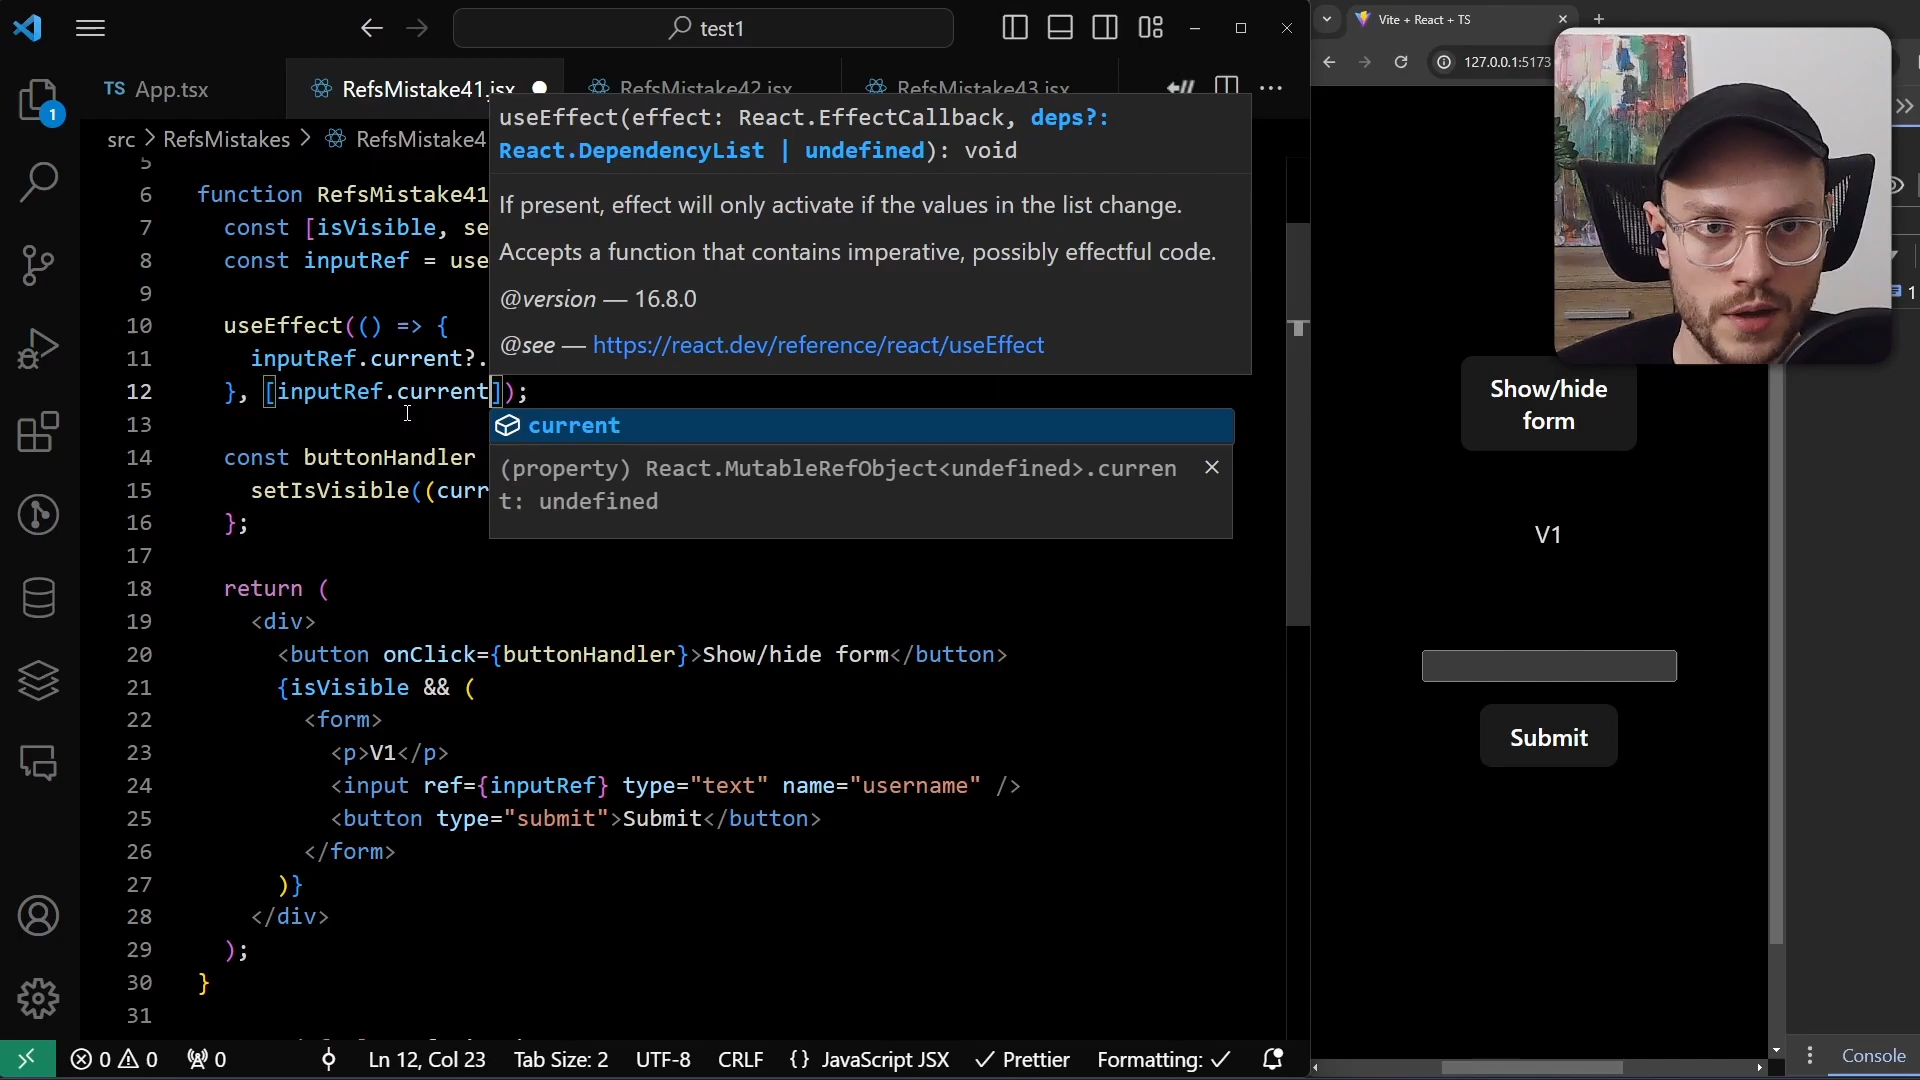 test1
Vite + React + TS
127.0.0.1:5173
1
TS App.tsx
RefsMistake41.jsx
RefsMistake42.jsx
RefsMistake43.jsx
src > RefsMistakes > RefsMistake4
useEffect(effect: React.EffectCallback, deps?:
React.DependencyList | undefined): void
If present, effect will only activate if the values in the list change.
Accepts a function that contains imperative, possibly effectful code.
@version — 16.8.0
@see — https://react.dev/reference/react/useEffect
5
6 function RefsMistake41
7 const [isVisible, se
8 const inputRef = use
9
10 useEffect(() => {
11 inputRef.current?.
12 }, [inputRef.current]);
current
(property) React.MutableRefObject<undefined>.curren
t: undefined
13
14 const buttonHandler
15 setIsVisible((curr
16 };
17
18 return (
19 <div>
20 <button onClick={buttonHandler}>Show/hide form</button>
21 {isVisible && (
22 <form>
23 <p>V1</p>
24 <input ref={inputRef} type="text" name="username" />
25 <button type="submit">Submit</button>
26 </form>
27 )}
28 </div>
29 );
30 }
31
Show/hide
form
V1
Submit
1
0 0 0
Ln 12, Col 23
Tab Size: 2
UTF-8
CRLF
{} JavaScript JSX
Prettier
Formatting:
Console